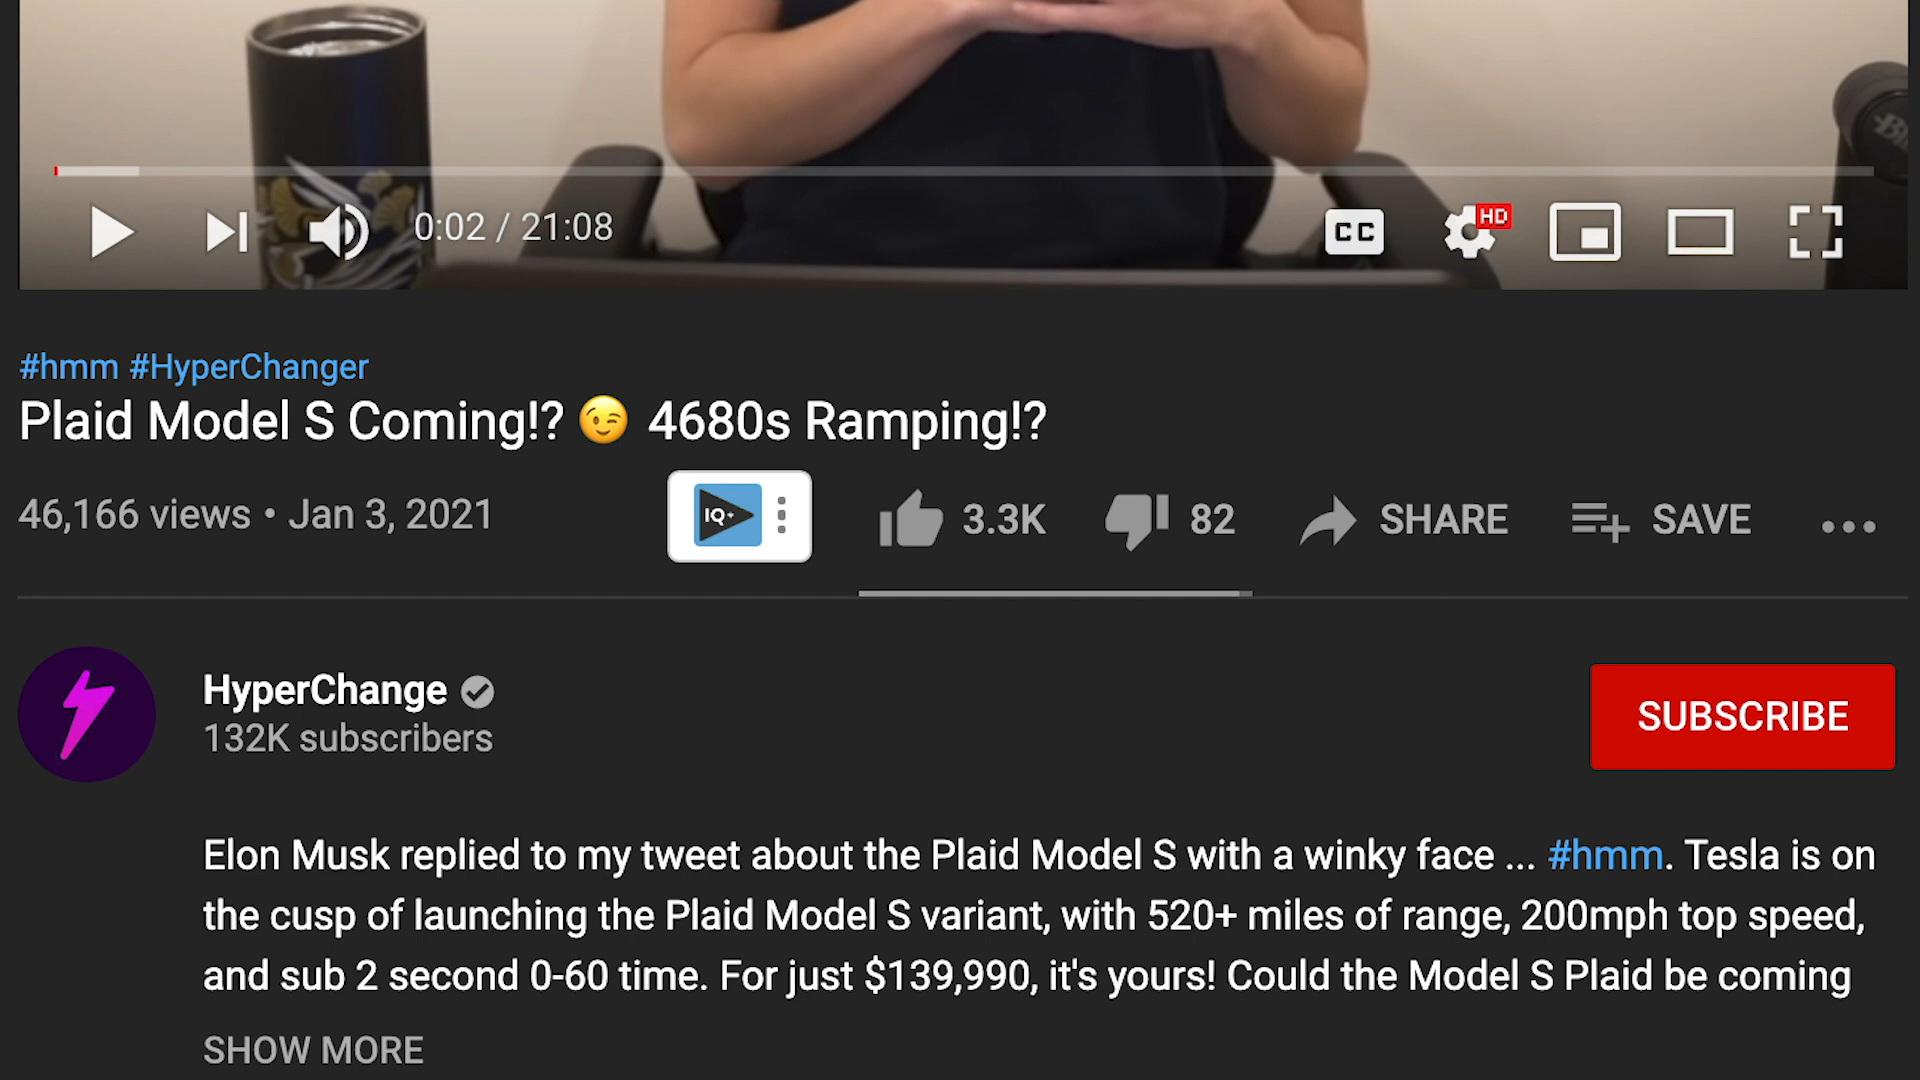 0:02 / 21:08
CC
HD
#hmm #HyperChanger
Plaid Model S Coming!? 😉 4680s Ramping!?
46,166 views • Jan 3, 2021
IQ+
3.3K
82
SHARE
SAVE
HyperChange
132K subscribers
SUBSCRIBE
Elon Musk replied to my tweet about the Plaid Model S with a winky face ... #hmm. Tesla is on
the cusp of launching the Plaid Model S variant, with 520+ miles of range, 200mph top speed,
and sub 2 second 0-60 time. For just $139,990, it's yours! Could the Model S Plaid be coming
SHOW MORE